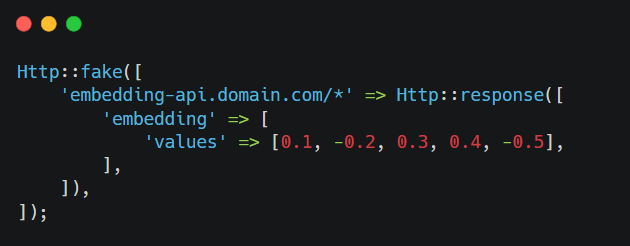 Http::fake([
    'embedding-api.domain.com/*' => Http::response([
        'embedding' => [
            'values' => [0.1, -0.2, 0.3, 0.4, -0.5],
        ],
    ]),
]);